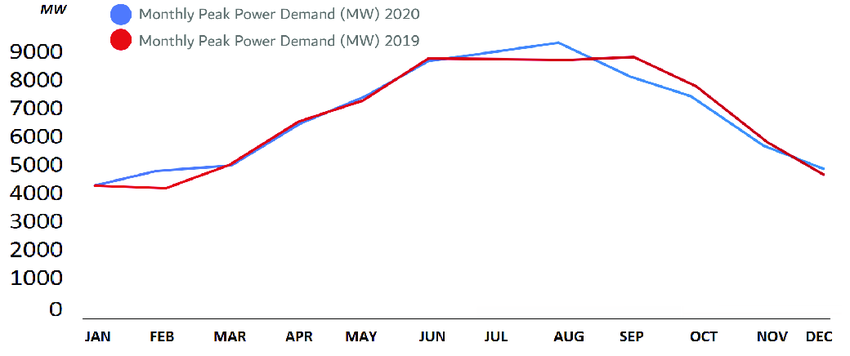 MW
Monthly Peak Power Demand (MW) 2020
Monthly Peak Power Demand (MW) 2019
9000
8000
7000
6000
5000
4000
3000
2000
1000
0
JAN FEB MAR APR MAY JUN JUL AUG SEP OCT NOV DEC